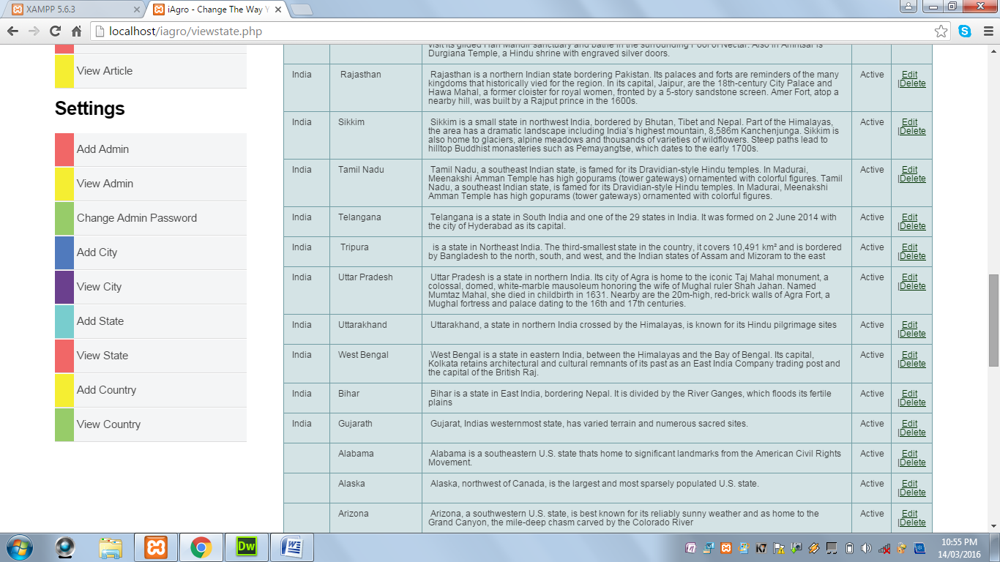 XAMPP 5.6.3
iAgro - Change The Way Y
localhost/iagro/viewstate.php
View Article
Settings
Add Admin
View Admin
Change Admin Password
Add City
View City
Add State
View State
Add Country
View Country
visit its gilded Hari Mandir sanctuary and bathe in the surrounding Pool of Nectar. Also in Amritsar is
Durgiana Temple, a Hindu shrine with engraved silver doors.
India Rajasthan Rajasthan is a northern Indian state bordering Pakistan. Its palaces and forts are reminders of the many Active Edit
kingdoms that historically vied for the region. In its capital, Jaipur, are the 18th-century City Palace and |Delete
Hawa Mahal, a former cloister for royal women, fronted by a 5-story sandstone screen. Amer Fort, atop a
nearby hill, was built by a Rajput prince in the 1600s.
India Sikkim Sikkim is a small state in northwest India, bordered by Bhutan, Tibet and Nepal. Part of the Himalayas, Active Edit
the area has a dramatic landscape including India's highest mountain, 8,586m Kanchenjunga. Sikkim is |Delete
also home to glaciers, alpine meadows and thousands of varieties of wildflowers. Steep paths lead to
hilltop Buddhist monasteries such as Pemayangtse, which dates to the early 1700s.
India Tamil Nadu Tamil Nadu, a southeast Indian state, is famed for its Dravidian-style Hindu temples. In Madurai, Active Edit
Meenakshi Amman Temple has high gopurams (tower gateways) ornamented with colorful figures. Tamil |Delete
Nadu, a southeast Indian state, is famed for its Dravidian-style Hindu temples. In Madurai, Meenakshi
Amman Temple has high gopurams (tower gateways) ornamented with colorful figures.
India Telangana Telangana is a state in South India and one of the 29 states in India. It was formed on 2 June 2014 with Active Edit
the city of Hyderabad as its capital. |Delete
India Tripura is a state in Northeast India. The third-smallest state in the country, it covers 10,491 km² and is bordered Active Edit
by Bangladesh to the north, south, and west, and the Indian states of Assam and Mizoram to the east |Delete
India Uttar Pradesh Uttar Pradesh is a state in northern India. Its city of Agra is home to the iconic Taj Mahal monument, a Active Edit
colossal, domed, white-marble mausoleum honoring the wife of Mughal ruler Shah Jahan. Named |Delete
Mumtaz Mahal, she died in childbirth in 1631. Nearby are the 20m-high, red-brick walls of Agra Fort, a
Mughal fortress and palace dating to the 16th and 17th centuries.
India Uttarakhand Uttarakhand, a state in northern India crossed by the Himalayas, is known for its Hindu pilgrimage sites Active Edit
|Delete
India West Bengal West Bengal is a state in eastern India, between the Himalayas and the Bay of Bengal. Its capital, Active Edit
Kolkata retains architectural and cultural remnants of its past as an East India Company trading post and |Delete
the capital of the British Raj.
India Bihar Bihar is a state in East India, bordering Nepal. It is divided by the River Ganges, which floods its fertile Active Edit
plains |Delete
India Gujarath Gujarat, Indias westernmost state, has varied terrain and numerous sacred sites. Active Edit
|Delete
Alabama Alabama is a southeastern U.S. state thats home to significant landmarks from the American Civil Rights Active Edit
Movement. |Delete
Alaska Alaska, northwest of Canada, is the largest and most sparsely populated U.S. state. Active Edit
|Delete
Arizona Arizona, a southwestern U.S. state, is best known for its reliably sunny weather and as home to the Active Edit
Grand Canyon, the mile-deep chasm carved by the Colorado River |Delete
Dw
10:55 PM
14/03/2016